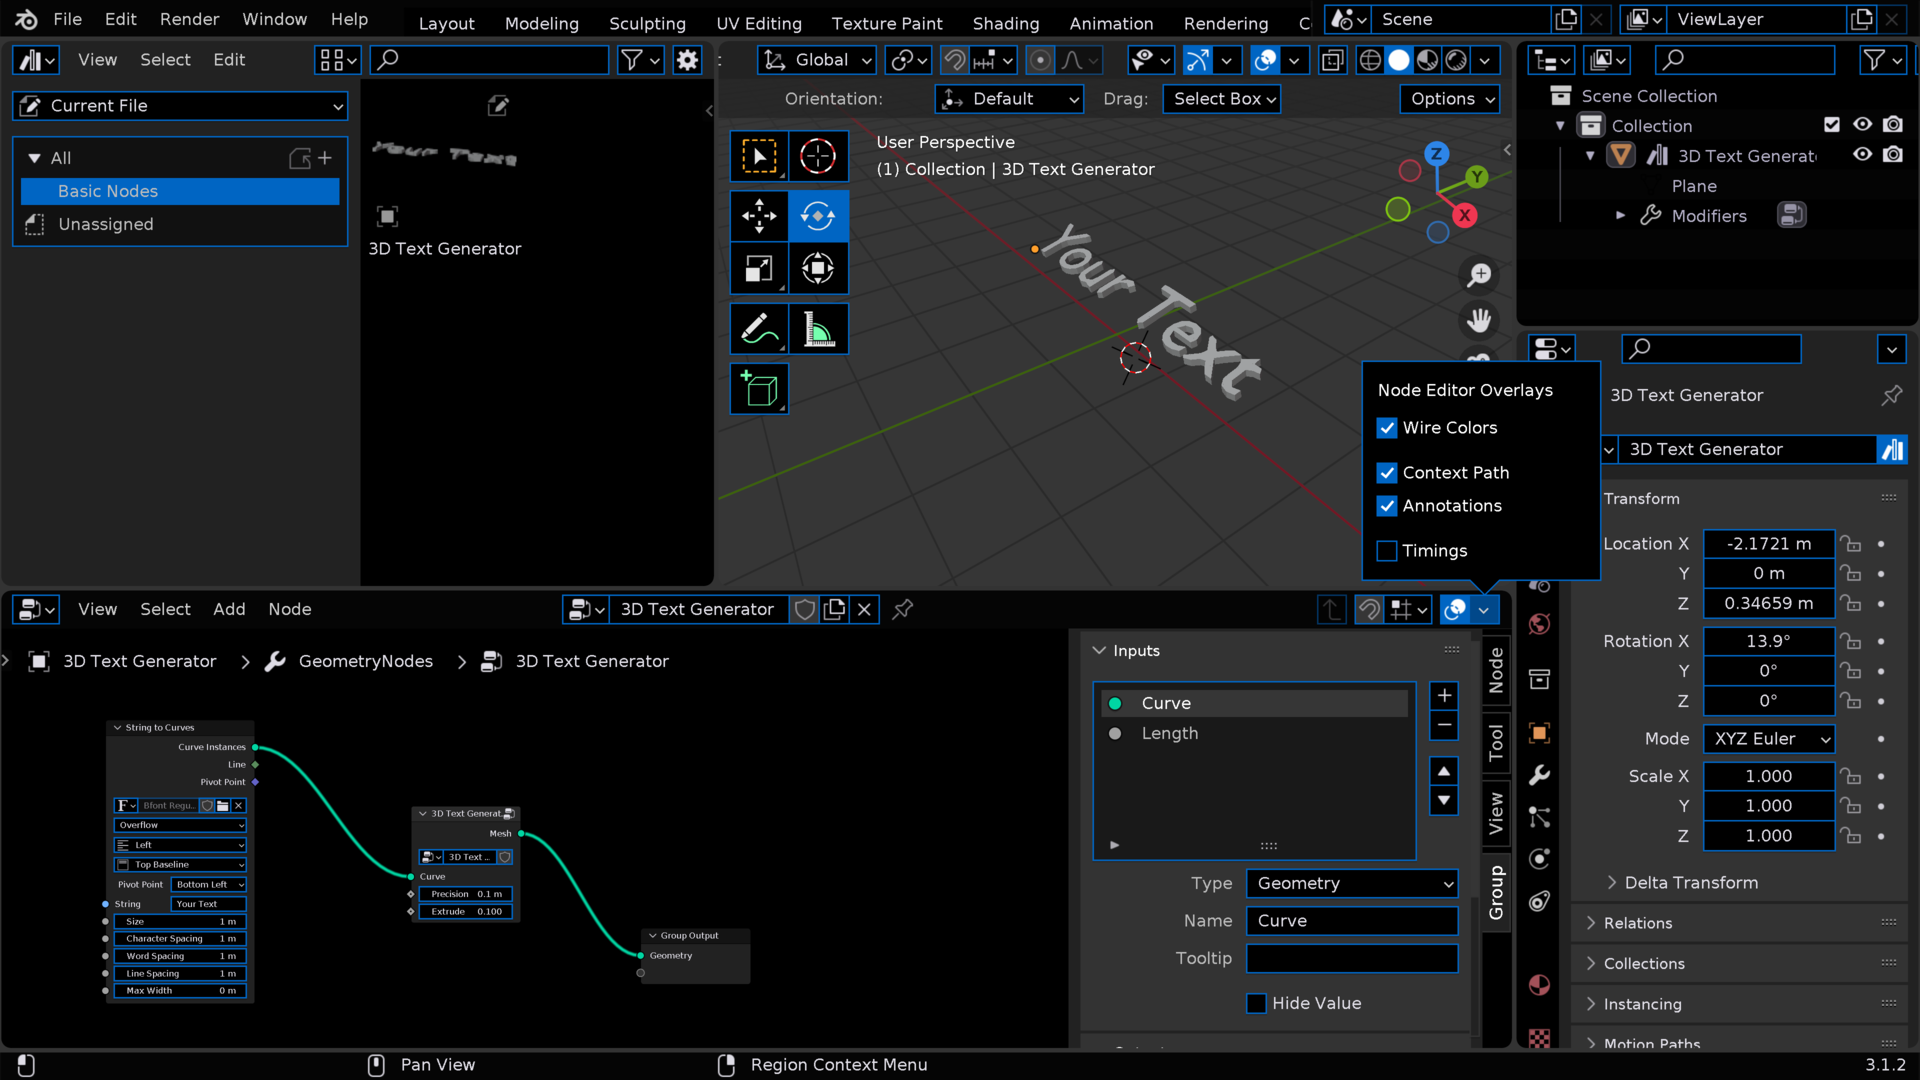 File Edit Render Window Help
Layout Modeling Sculpting UV Editing Texture Paint Shading Animation Rendering
Scene
ViewLayer
View Select Edit
Current File
All
Basic Nodes
Unassigned
Your Text
3D Text Generator
Global
Orientation: Default Drag: Select Box Options
User Perspective
(1) Collection | 3D Text Generator
Z
Y
X
Your Text
Scene Collection
Collection
3D Text Generat
Plane
Modifiers
Node Editor Overlays
Wire Colors
Context Path
Annotations
Timings
3D Text Generator
3D Text Generator
Transform
Location X -2.1721 m
Y 0 m
Z 0.34659 m
Rotation X 13.9°
Y 0°
Z 0°
Mode XYZ Euler
Scale X 1.000
Y 1.000
Z 1.000
Delta Transform
Relations
Collections
Instancing
Motion Paths
View Select Add Node
3D Text Generator
3D Text Generator > GeometryNodes > 3D Text Generator
String to Curves
Curve Instances
Line
Pivot Point
F Bfont Regu..
Overflow
Left
Top Baseline
Pivot Point Bottom Left
String Your Text
Size 1 m
Character Spacing 1 m
Word Spacing 1 m
Line Spacing 1 m
Max Width 0 m
3D Text Generat.
Mesh
3D Text ...
Curve
Precision 0.1 m
Extrude 0.100
Group Output
Geometry
Inputs
Curve
Length
Type Geometry
Name Curve
Tooltip
Hide Value
Node
Tool
View
Group
Pan View
Region Context Menu
3.1.2